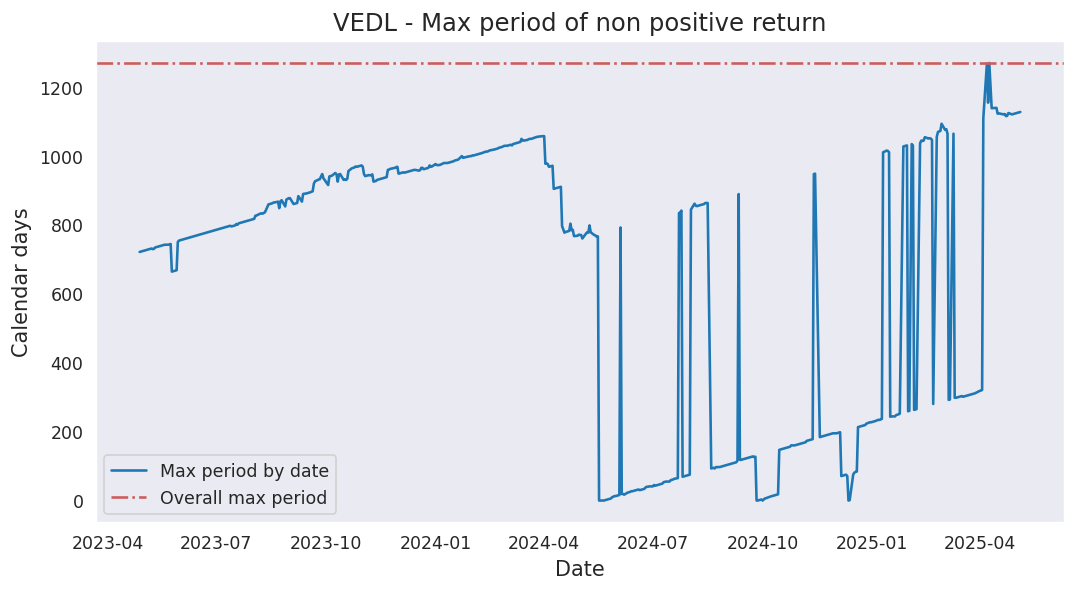 VEDL - Max period of non positive return
Calendar days
1200
1000
800
600
400
200
0
Max period by date
Overall max period
2023-04 2023-07 2023-10 2024-01 2024-04 2024-07 2024-10 2025-01 2025-04
Date